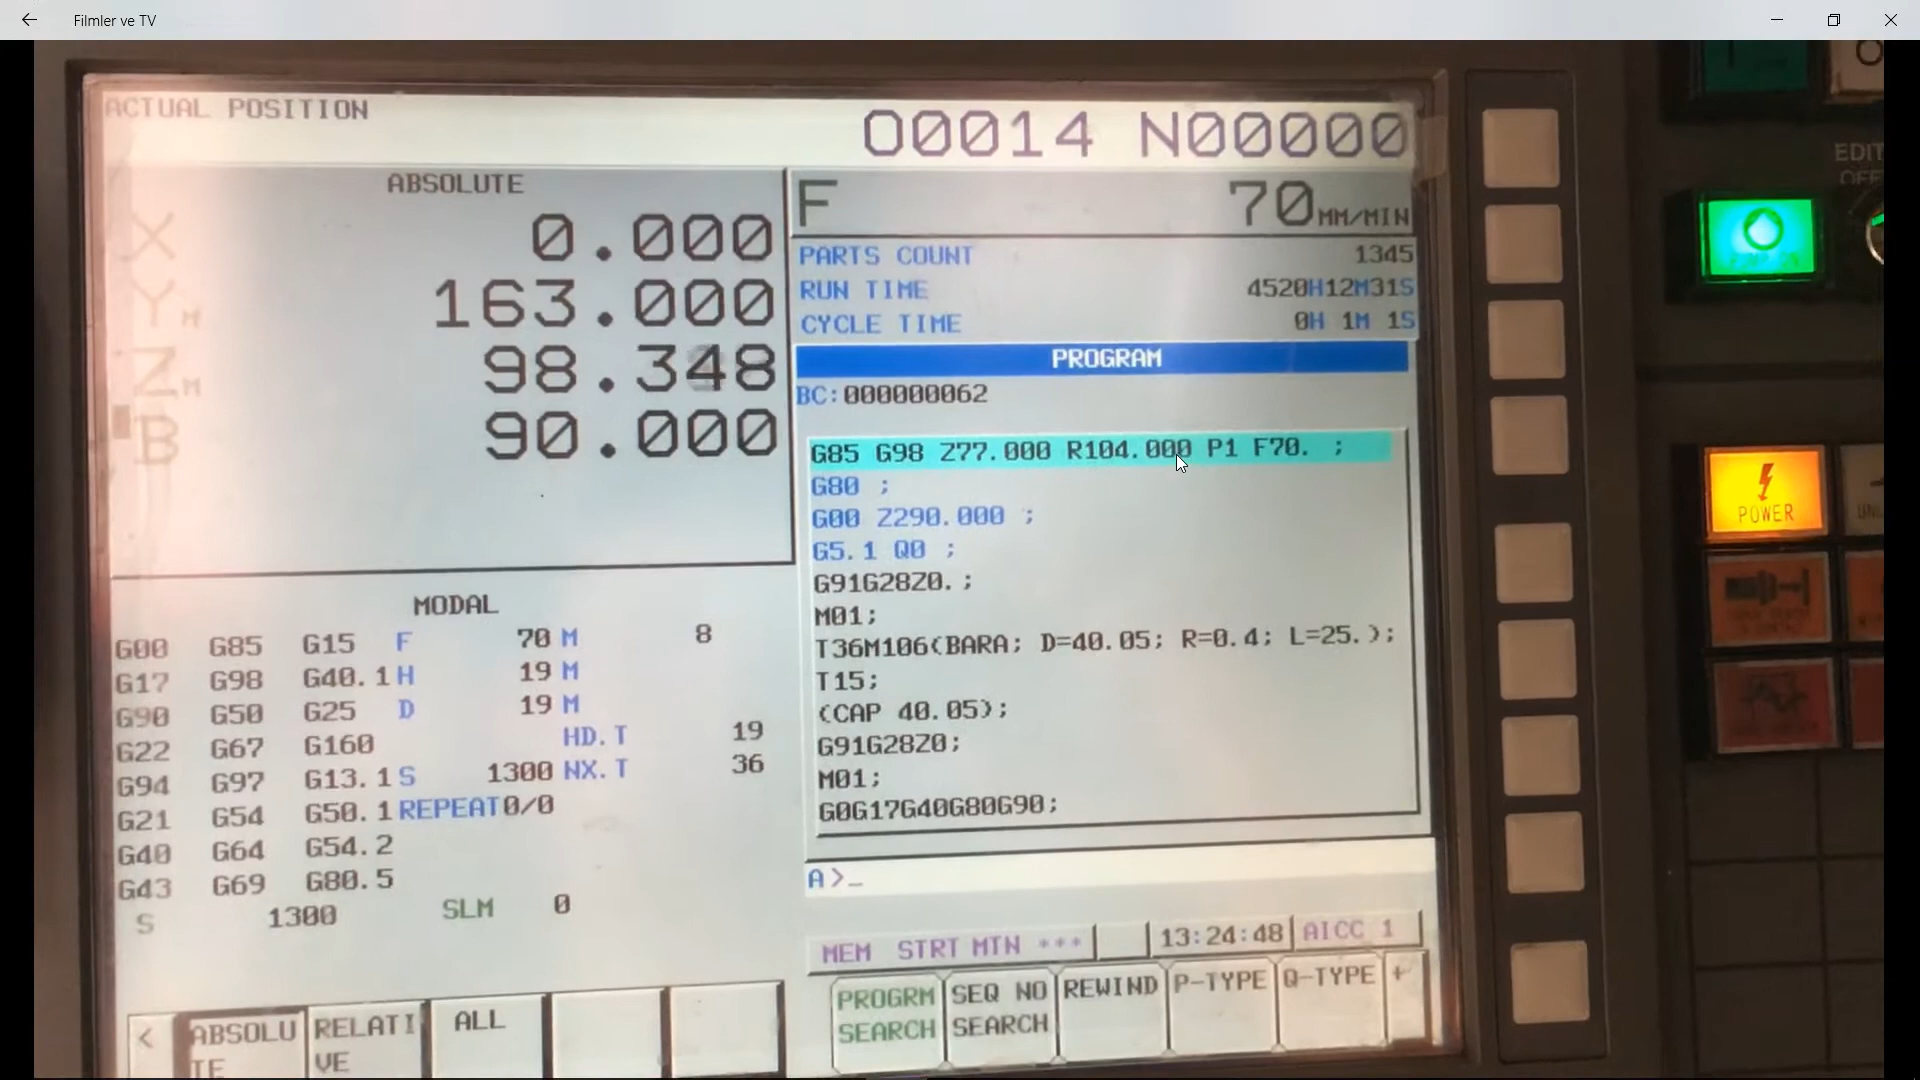 Filmler ve TV
ACTUAL POSITION
O0014 N00000
ABSOLUTE
X 0.000
Y M 163.000
Z M 98.348
B 90.000
F 70 MM/MIN
PARTS COUNT 1345
RUN TIME 4520H12M31S
CYCLE TIME 0H 1M 1S
PROGRAM
BC:000000062
G85 G98 Z77.000 R104.000 P1 F70. ;
G80 ;
G00 Z290.000 ;
G5.1 Q0 ;
G91G28Z0.;
M01;
T36M106(BARA; D=40.05; R=0.4; L=25.);
T15;
(CAP 40.05);
G91G28Z0;
M01;
G0G17G40G80G90;
MODAL
G00 G85 G15 F 70 M 8
G17 G98 G40.1 H 19 M
G90 G50 G25 D 19 M
G22 G67 G160 HD.T 19
G94 G97 G13.1 S 1300 NX.T 36
G21 G54 G50.1 REPEAT 0/0
G40 G64 G54.2
G43 G69 G80.5
S 1300 SLM 0
A>_
MEM STRT MTN *** 13:24:48 AICC 1
< ABSOLU
TE
RELATI
VE
ALL
PROGRM
SEARCH
SEQ NO
SEARCH
REWIND
P-TYPE
Q-TYPE
+
EDIT
POWER